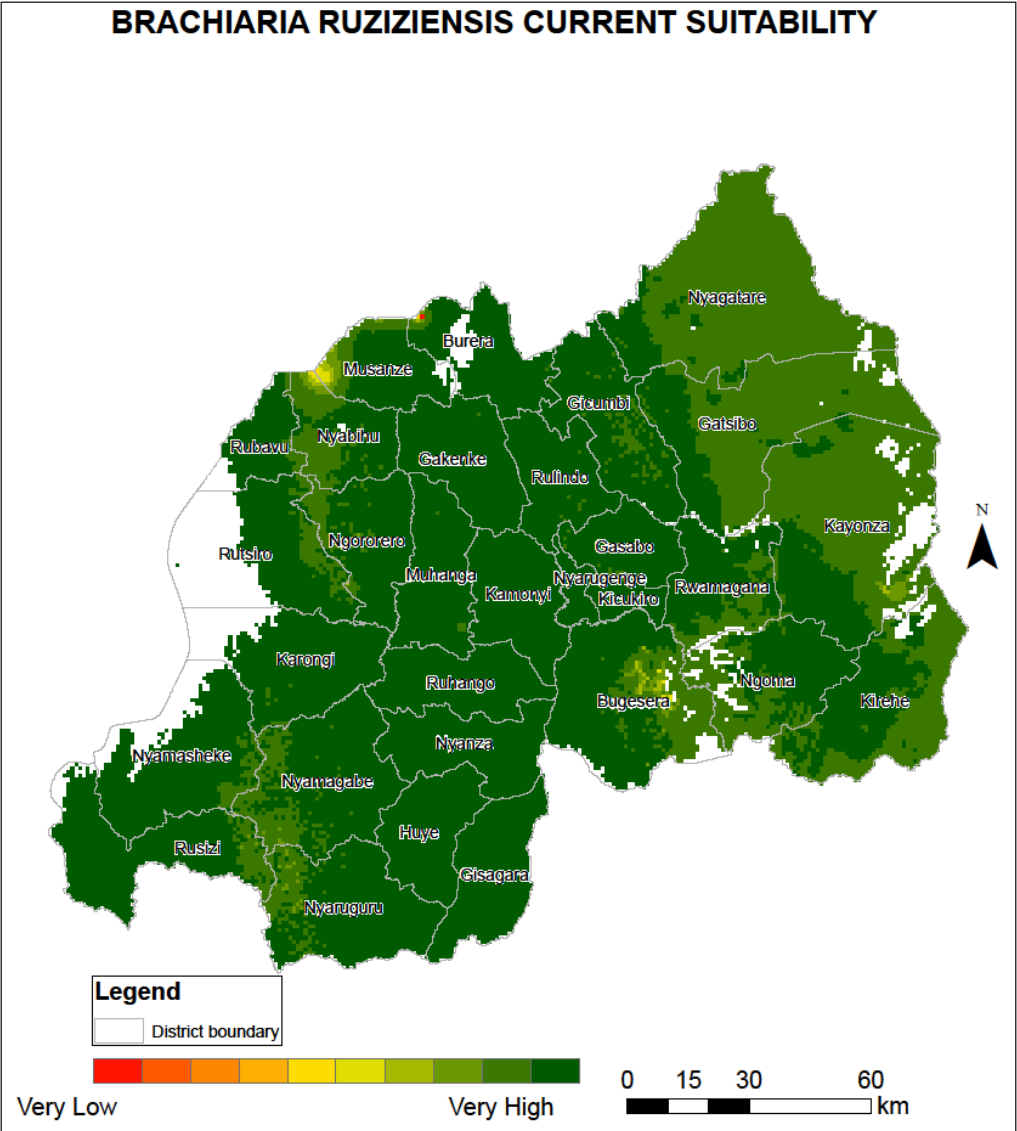 BRACHIARIA RUZIZIENSIS CURRENT SUITABILITY
Nyagatare
Burera
Musanze
Gicumbi
Gatsibo
Rubavu
Nyabihu
Gakenke
Rulindo
N
Kayonza
Rutsiro
Ngororero
Gasabo
Muhanga
Nyarugenge
Rwamagana
Kamonyi
Kicukiro
Karongi
Ruhango
Ngoma
Bugesera
Kirehe
Nyamasheke
Nyanza
Nyamagabe
Huye
Rusizi
Gisagara
Nyaruguru
Legend
District boundary
0 15 30 60
km
Very Low Very High